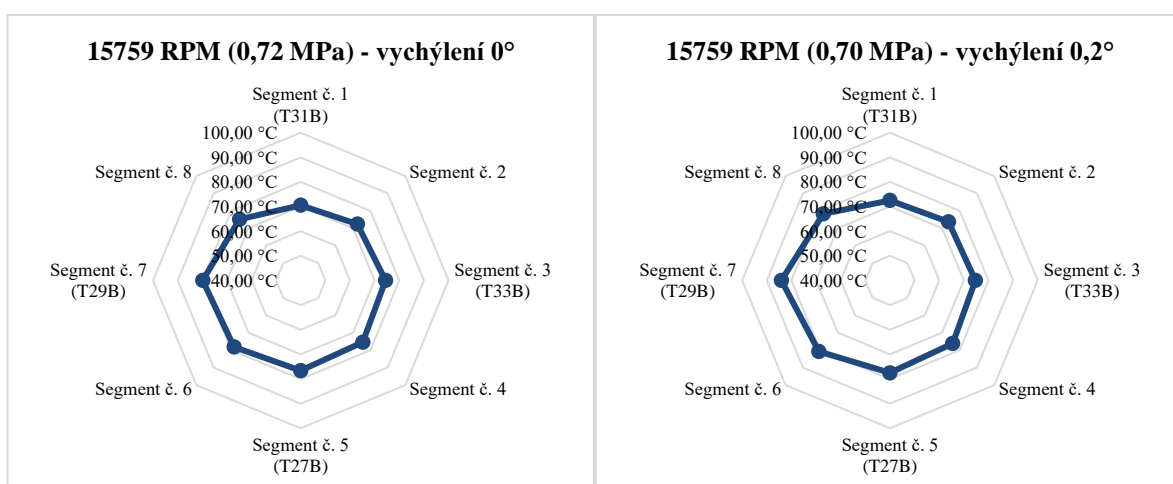 15759 RPM (0,72 MPa) - vychýlení 0°
Segment č. 1
(T31B)
100,00 °C
90,00 °C
80,00 °C
70,00 °C
60,00 °C
50,00 °C
40,00 °C
Segment č. 2
Segment č. 3
(T33B)
Segment č. 4
Segment č. 5
(T27B)
Segment č. 6
Segment č. 7
(T29B)
Segment č. 8
15759 RPM (0,70 MPa) - vychýlení 0,2°
Segment č. 1
(T31B)
100,00 °C
90,00 °C
80,00 °C
70,00 °C
60,00 °C
50,00 °C
40,00 °C
Segment č. 2
Segment č. 3
(T33B)
Segment č. 4
Segment č. 5
(T27B)
Segment č. 6
Segment č. 7
(T29B)
Segment č. 8